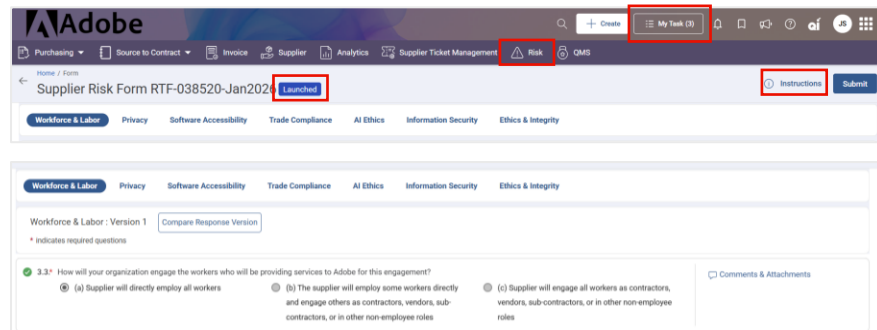 Adobe
Create
My Task (3)
JS
Purchasing
Source to Contract
Invoice
Supplier
Analytics
Supplier Ticket Management
Risk
QMS
Home / Form
Supplier Risk Form RTF-038520-Jan2026 Launched
Instructions
Submit
Workforce & Labor Privacy Software Accessibility Trade Compliance AI Ethics Information Security Ethics & Integrity
Workforce & Labor Privacy Software Accessibility Trade Compliance AI Ethics Information Security Ethics & Integrity
Workforce & Labor : Version 1 Compare Response Version
* indicates required questions
3.3.* How will your organization engage the workers who will be providing services to Adobe for this engagement?
Comments & Attachments
(a) Supplier will directly employ all workers
(b) The supplier will employ some workers directly
and engage others as contractors, vendors, sub-
contractors, or in other non-employee roles
(c) Supplier will engage all workers as contractors,
vendors, sub-contractors, or in other non-employee
roles